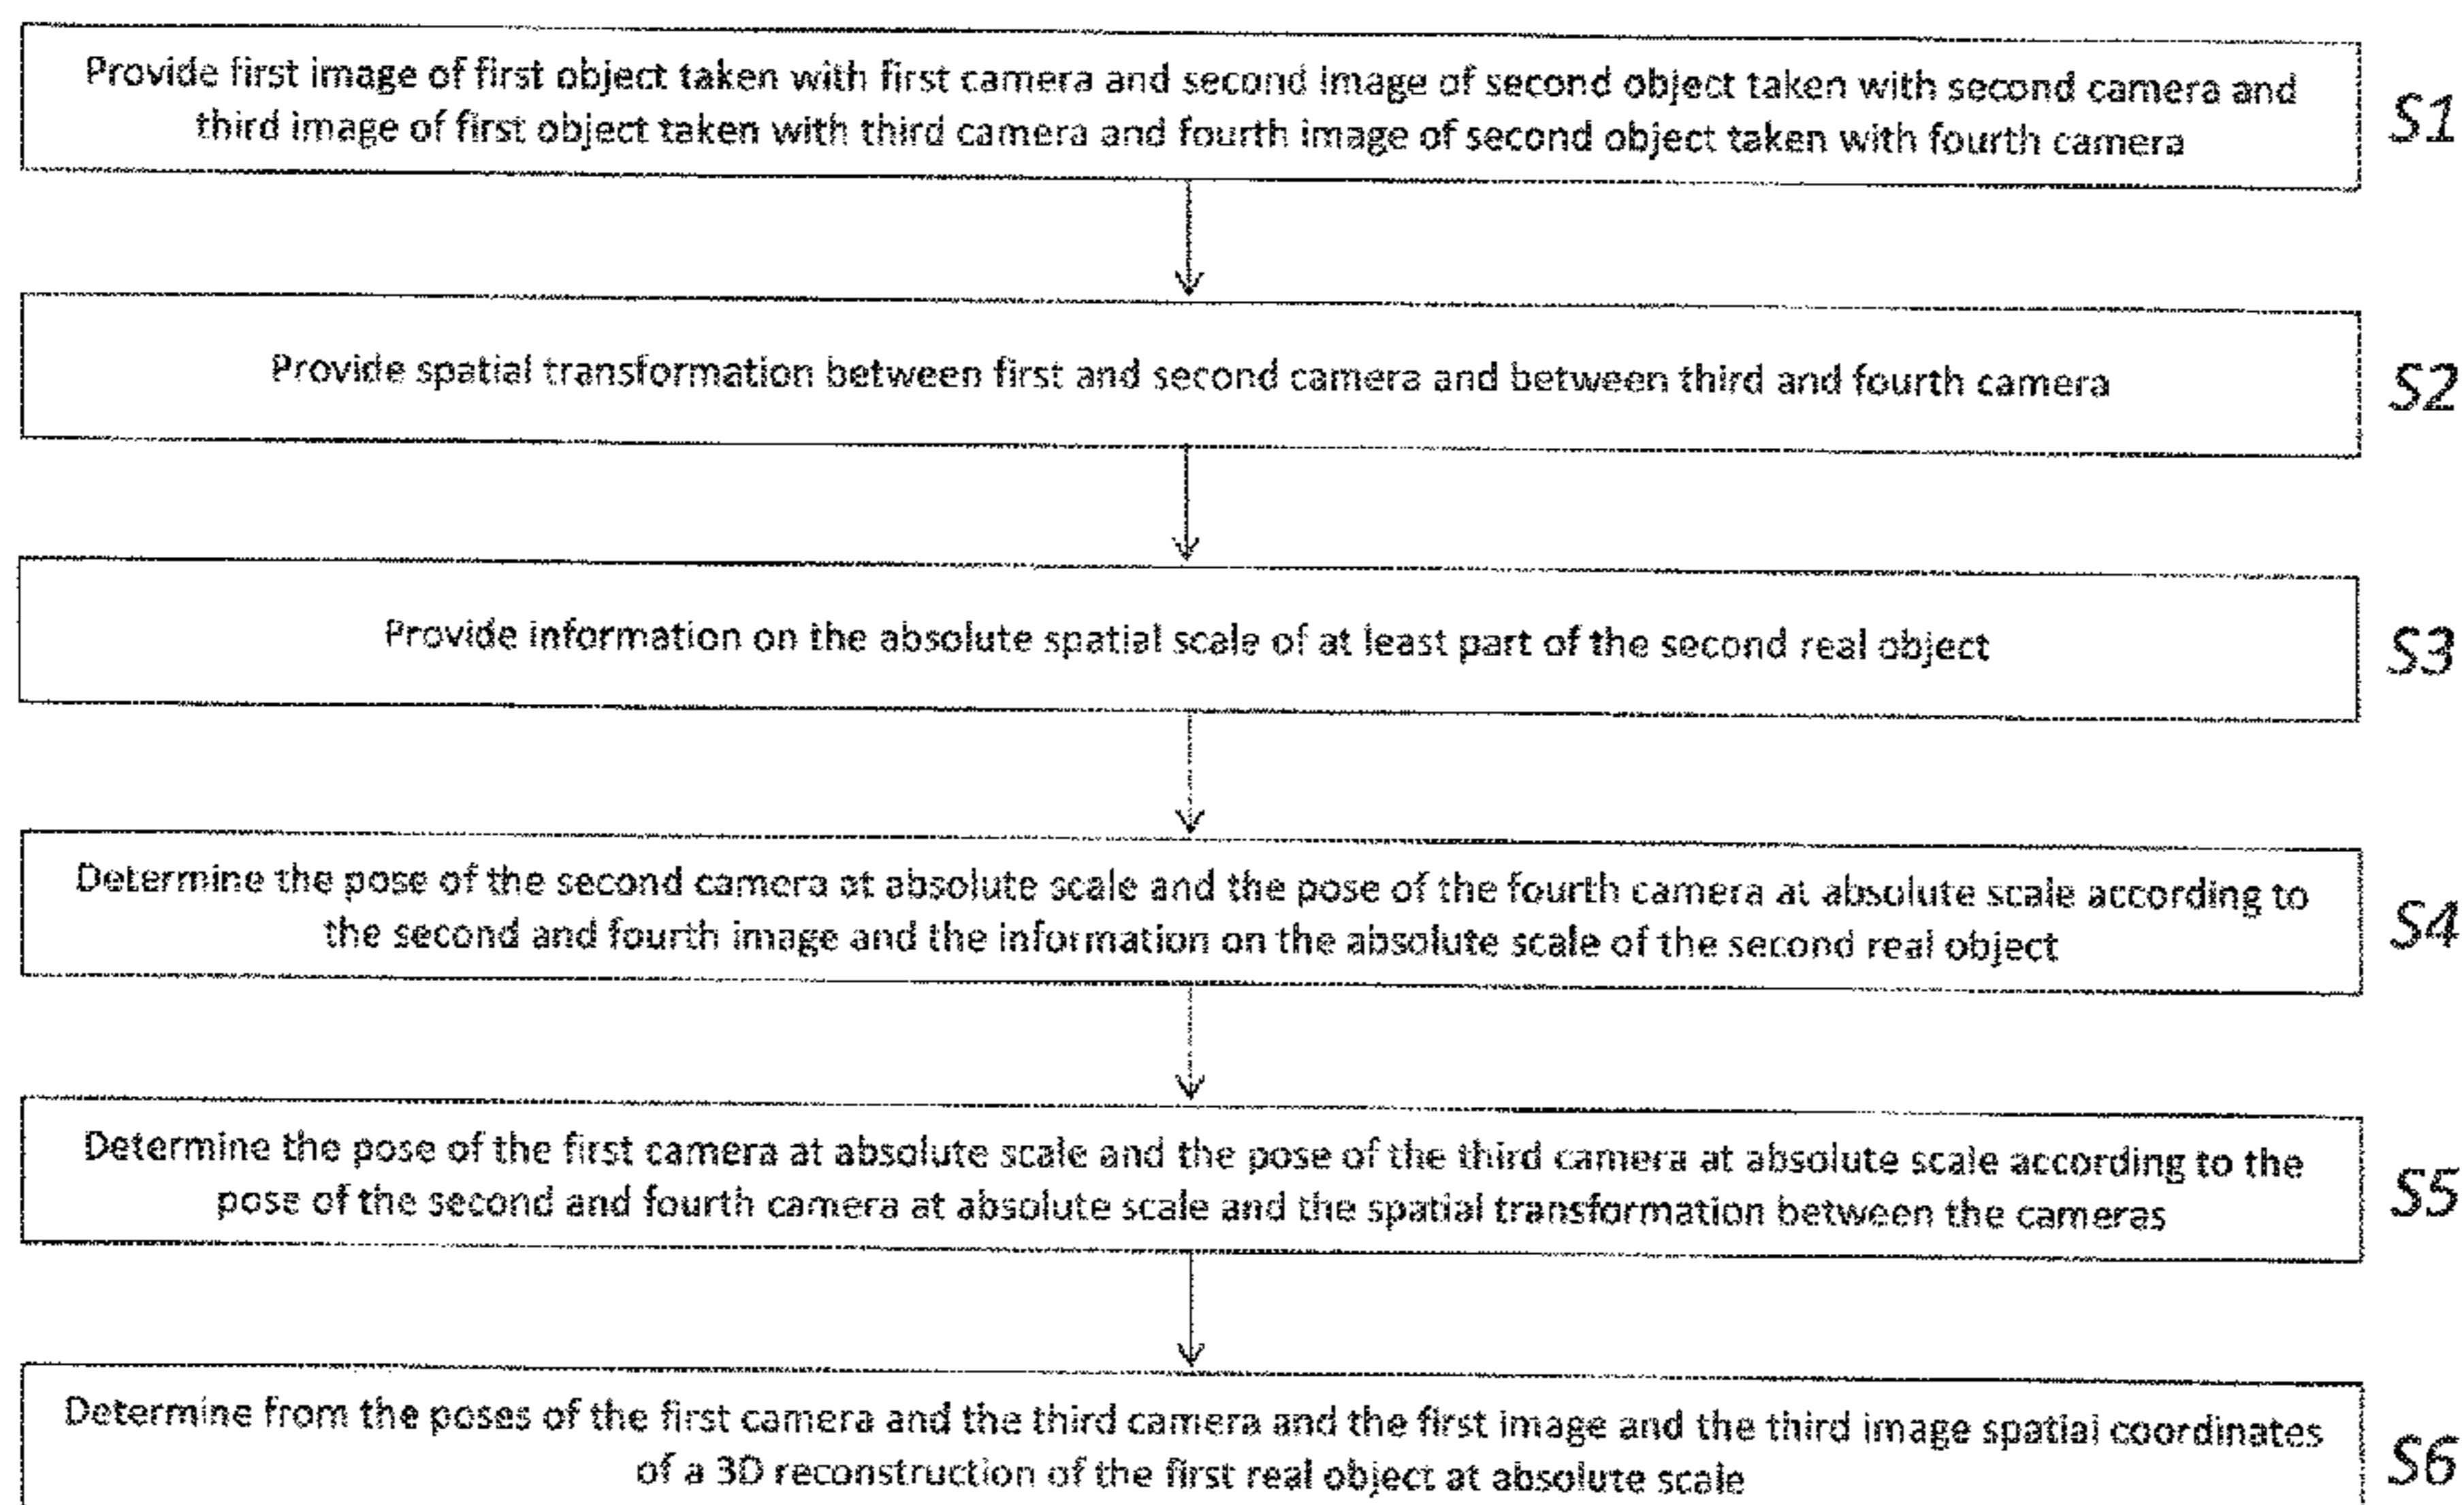 Provide first image of first object taken with first camera and second image of second object taken with second camera and
third image of first object taken with third camera and fourth image of second object taken with fourth camera
S1
Provide spatial transformation between first and second camera and between third and fourth camera
S2
Provide information on the absolute spatial scale of at least part of the second real object
S3
Determine the pose of the second camera at absolute scale and the pose of the fourth camera at absolute scale according to
the second and fourth image and the information on the absolute scale of the second real object
S4
Determine the pose of the first camera at absolute scale and the pose of the third camera at absolute scale according to the
pose of the second and fourth camera at absolute scale and the spatial transformation between the cameras
S5
Determine from the poses of the first camera and the third camera and the first image and the third image spatial coordinates
of a 3D reconstruction of the first real object at absolute scale
S6